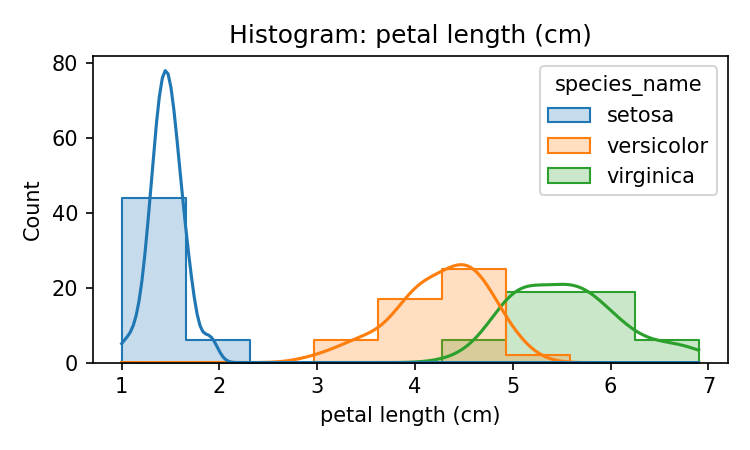 Histogram: petal length (cm)
80
60
40
20
0
Count
species_name
setosa
versicolor
virginica
1 2 3 4 5 6 7
petal length (cm)